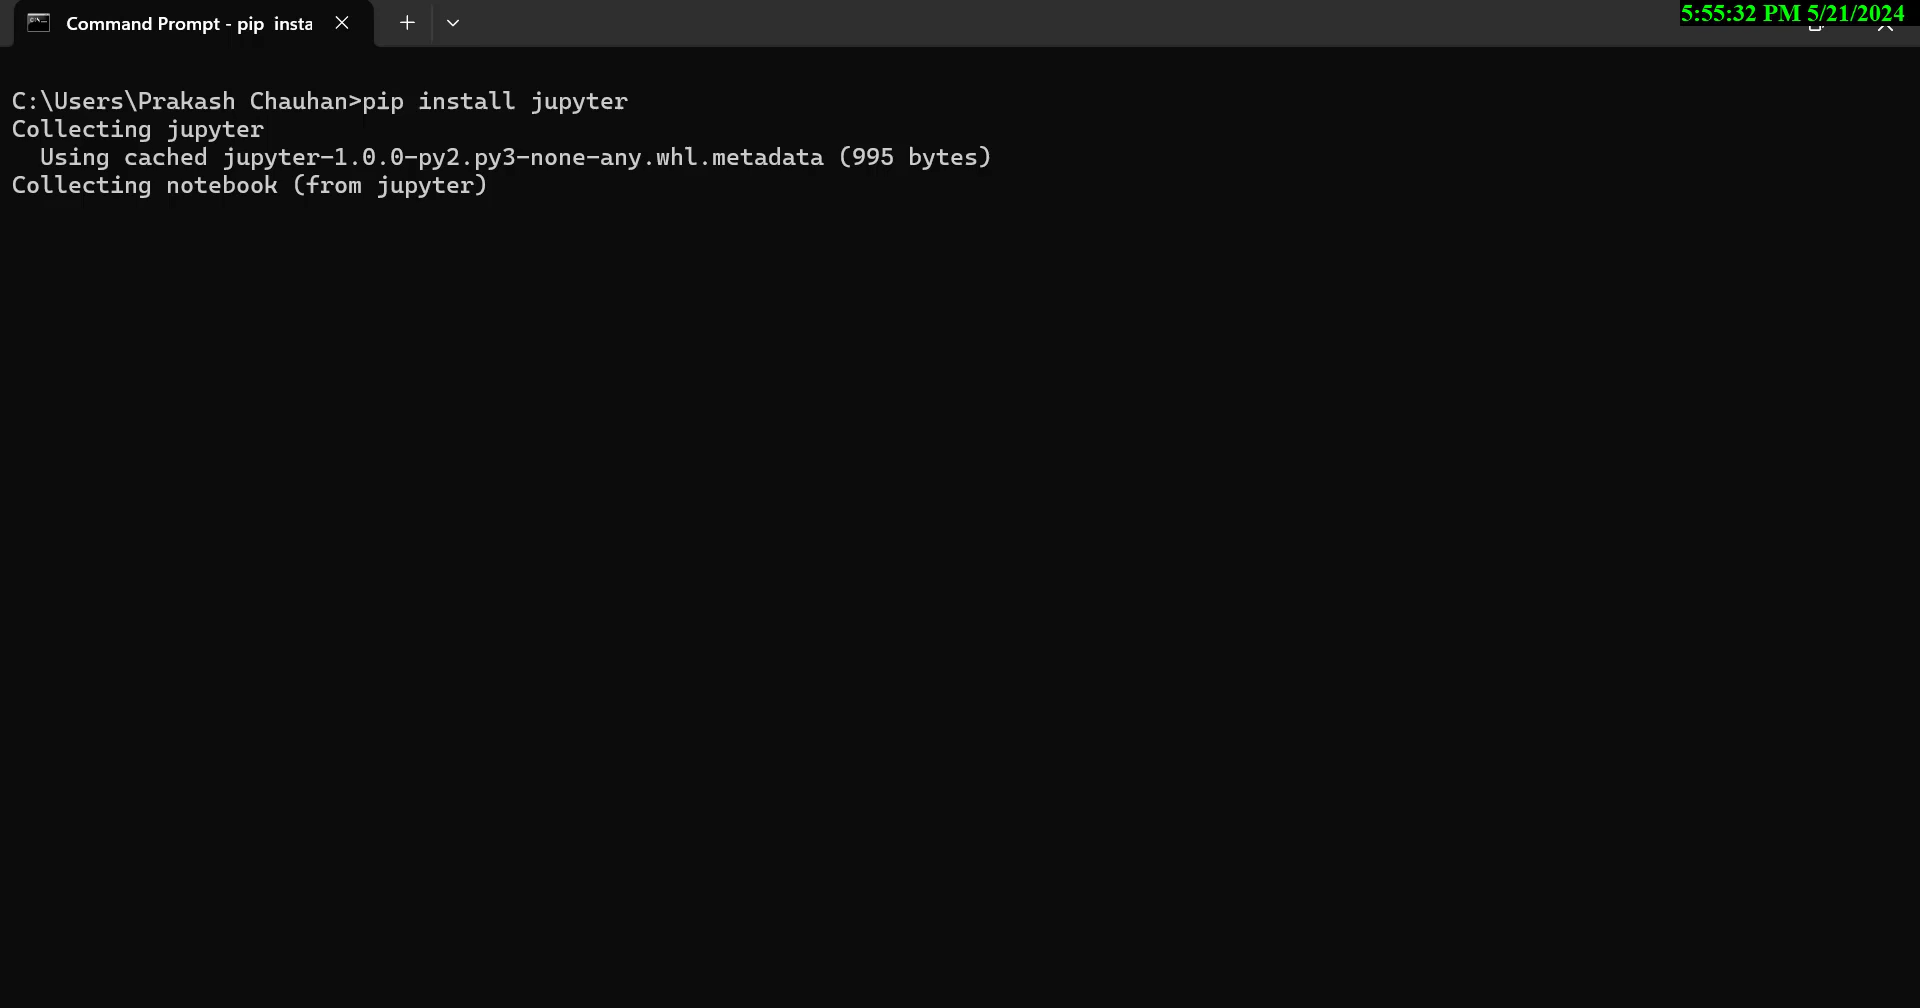 Command Prompt - pip insta
5:55:32 PM 5/21/2024
C:\Users\Prakash Chauhan>pip install jupyter
Collecting jupyter
  Using cached jupyter-1.0.0-py2.py3-none-any.whl.metadata (995 bytes)
Collecting notebook (from jupyter)